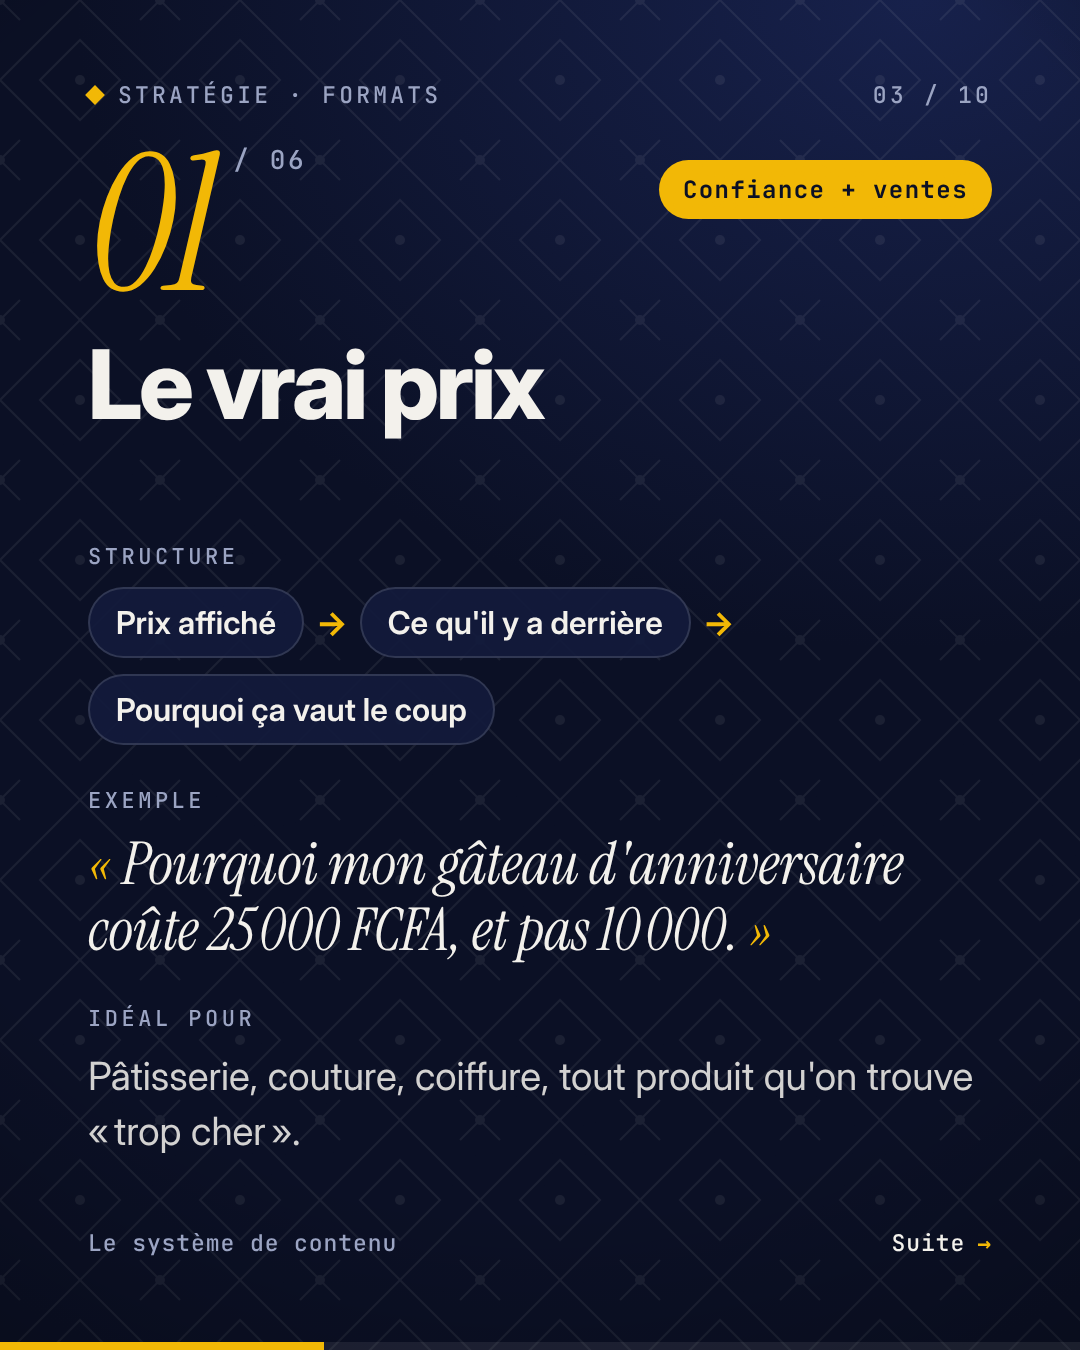 STRATÉGIE · FORMATS
03 / 10
01 / 06
Confiance + ventes
Le vrai prix
STRUCTURE
Prix affiché → Ce qu'il y a derrière →
Pourquoi ça vaut le coup
EXEMPLE
« Pourquoi mon gâteau d'anniversaire
coûte 25 000 FCFA, et pas 10 000. »
IDÉAL POUR
Pâtisserie, couture, coiffure, tout produit qu'on trouve
« trop cher ».
Le système de contenu
Suite →